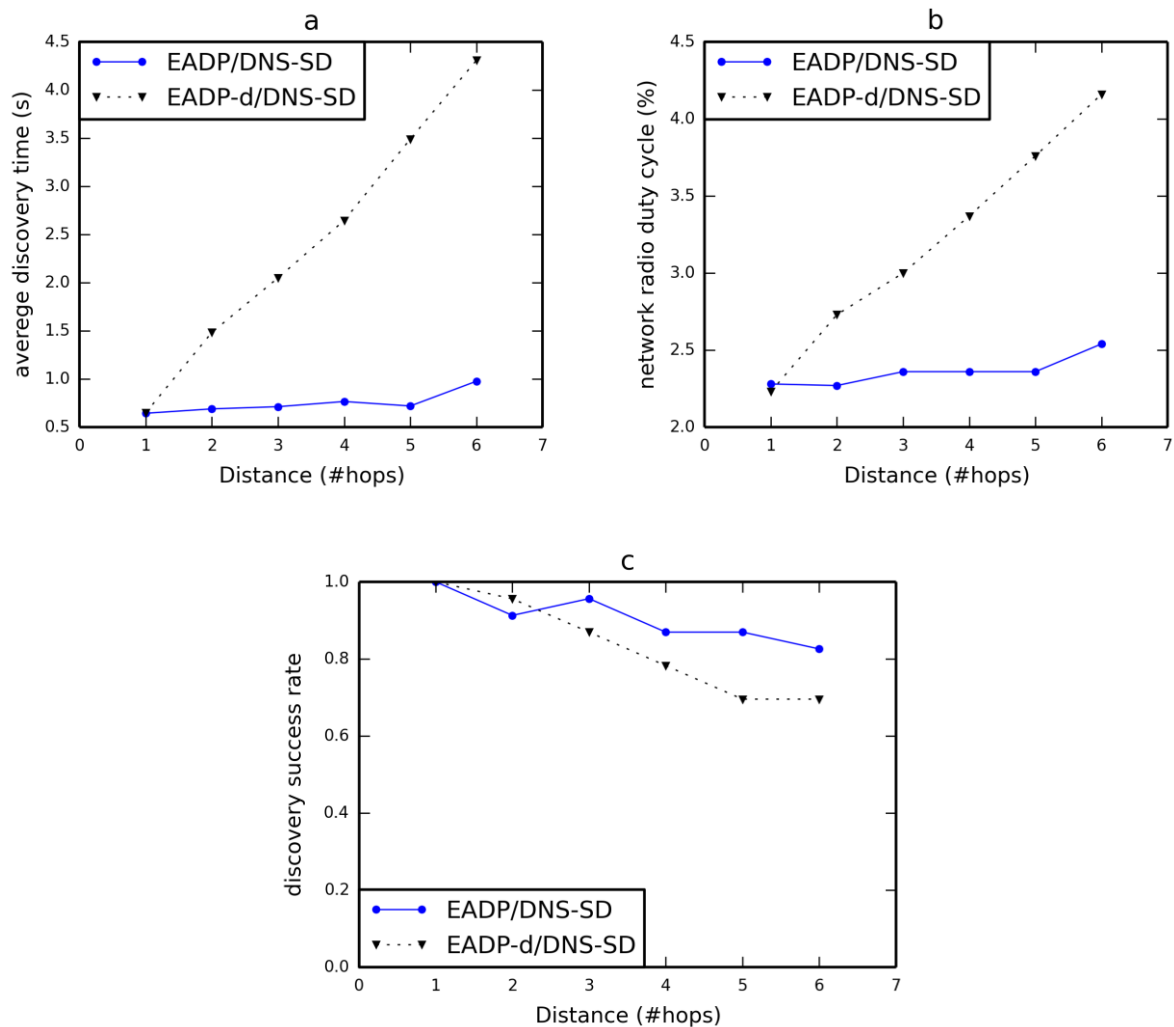 a
4.5
4.0
3.5
3.0
2.5
2.0
1.5
1.0
0.5
averege discovery time (s)
EADP/DNS-SD
EADP-d/DNS-SD
0 1 2 3 4 5 6 7
Distance (#hops)
b
4.5
4.0
3.5
3.0
2.5
2.0
network radio duty cycle (%)
EADP/DNS-SD
EADP-d/DNS-SD
0 1 2 3 4 5 6 7
Distance (#hops)
c
1.0
0.8
0.6
0.4
0.2
0.0
discovery success rate
EADP/DNS-SD
EADP-d/DNS-SD
0 1 2 3 4 5 6 7
Distance (#hops)